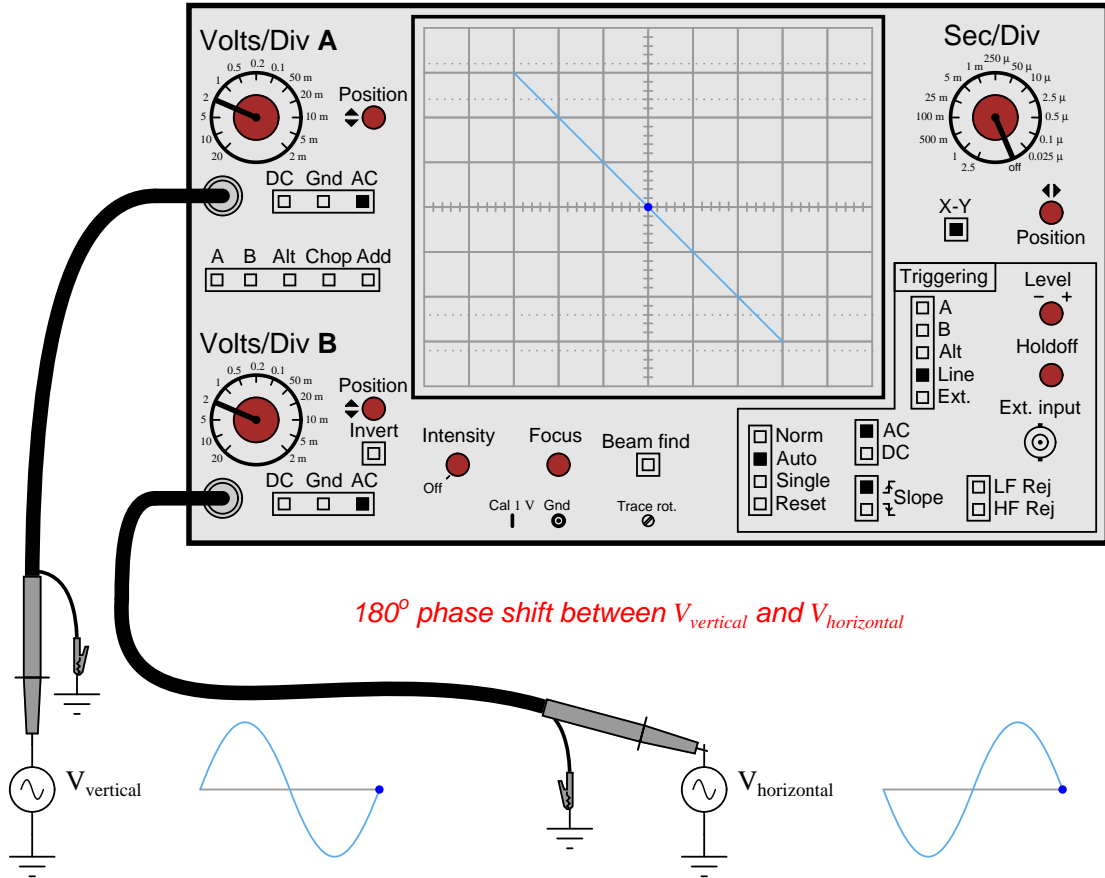 Volts/Div A
20 10 5 2 1 0.5 0.2 0.1 50 m 20 m 10 m 5 m 2 m
Position
DC Gnd AC
A B Alt Chop Add
Volts/Div B
20 10 5 2 1 0.5 0.2 0.1 50 m 20 m 10 m 5 m 2 m
Position
Invert
DC Gnd AC
Intensity
Off
Focus
Beam find
Cal 1 V Gnd
Trace rot.
Sec/Div
2.5 1 500 m 100 m 25 m 5 m 1 m 250 µ 50 µ 10 µ 2.5 µ 0.5 µ 0.1 µ 0.025 µ off
X-Y
Position
Triggering
A
B
Alt
Line
Ext.
Level
− +
Holdoff
Ext. input
Norm
Auto
Single
Reset
AC
DC
Slope
LF Rej
HF Rej
180° phase shift between Vvertical and Vhorizontal
Vvertical
Vhorizontal